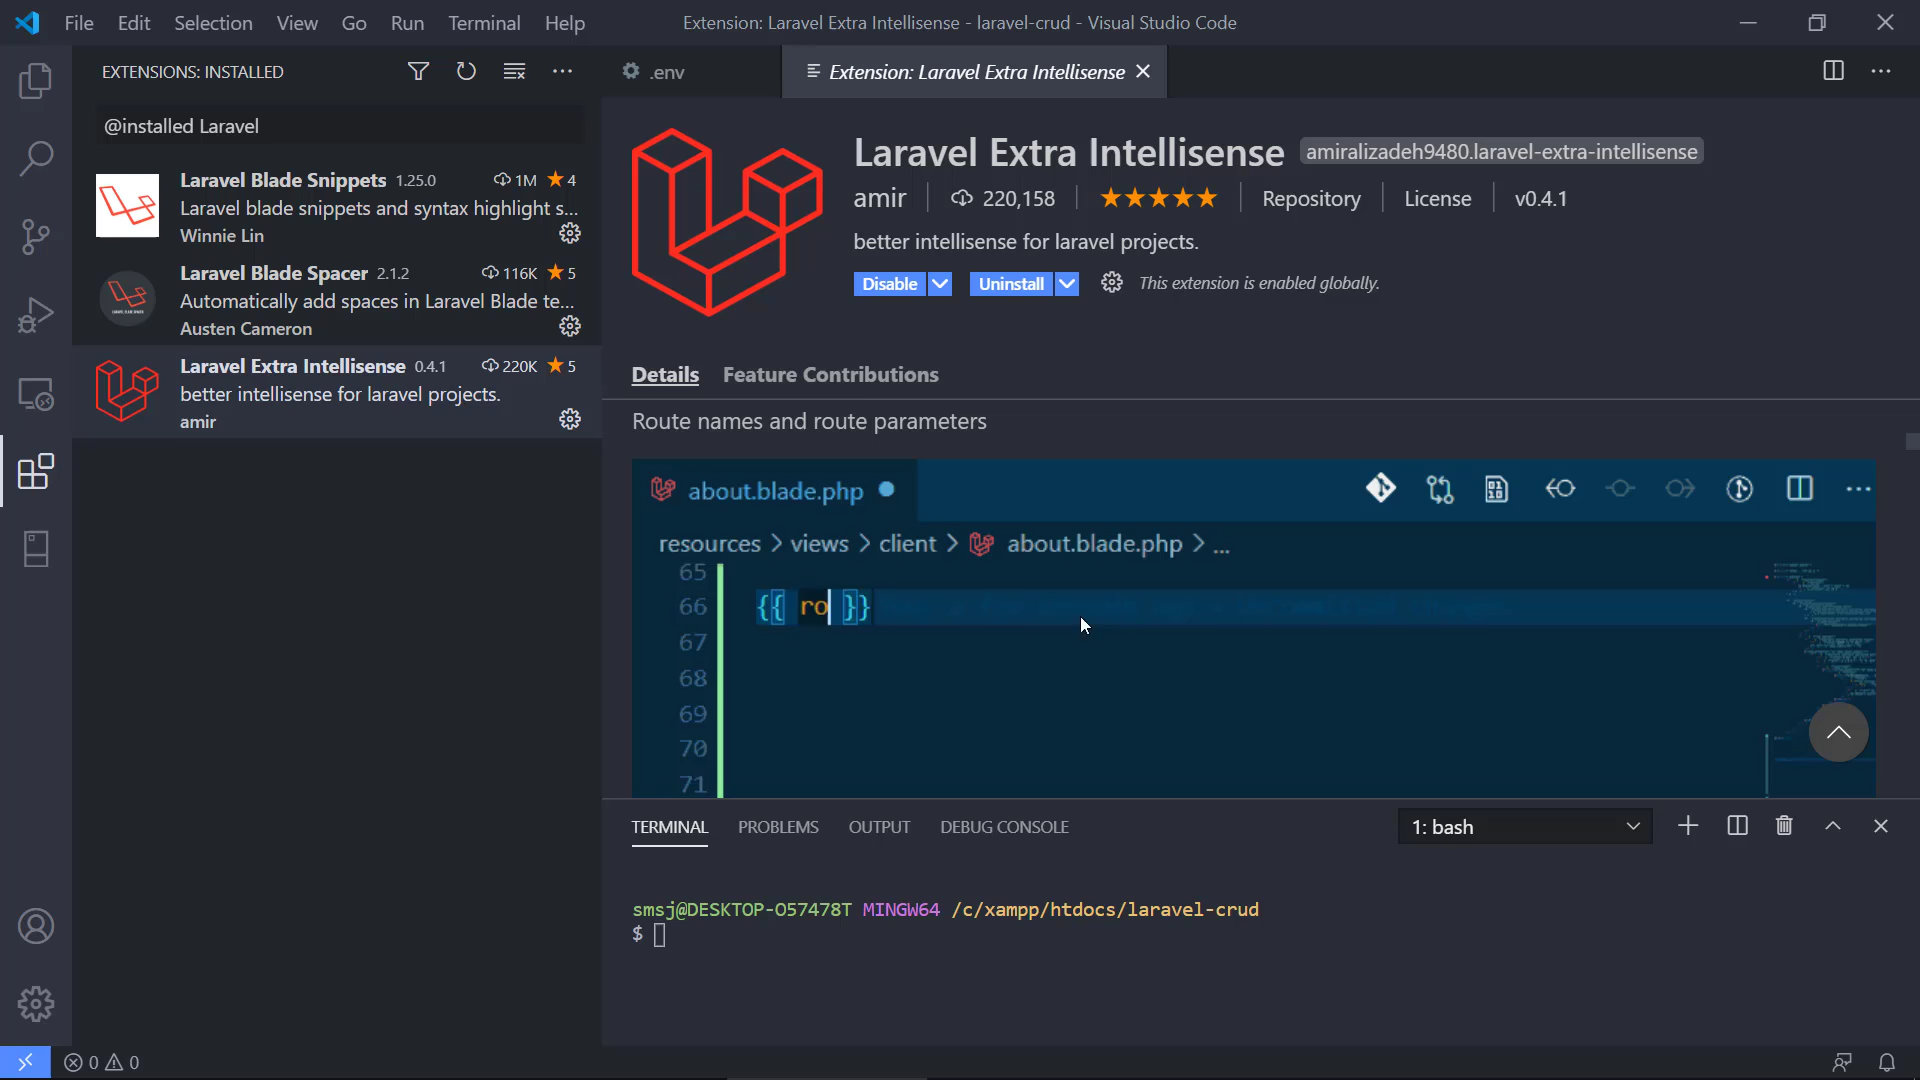 File Edit Selection View Go Run Terminal Help
Extension: Laravel Extra Intellisense - laravel-crud - Visual Studio Code
EXTENSIONS: INSTALLED
@installed Laravel
Laravel Blade Snippets 1.25.0 1M 4
Laravel blade snippets and syntax highlight s...
Winnie Lin
Laravel Blade Spacer 2.1.2 116K 5
Automatically add spaces in Laravel Blade te...
Austen Cameron
Laravel Extra Intellisense 0.4.1 220K 5
better intellisense for laravel projects.
amir
.env
Extension: Laravel Extra Intellisense
Laravel Extra Intellisense amiralizadeh9480.laravel-extra-intellisense
amir 220,158 Repository License v0.4.1
better intellisense for laravel projects.
Disable Uninstall This extension is enabled globally.
Details Feature Contributions
Route names and route parameters
about.blade.php
resources > views > client > about.blade.php > ...
65
66 {{ ro }}
67
68
69
70
71
TERMINAL PROBLEMS OUTPUT DEBUG CONSOLE
1: bash
smsj@DESKTOP-O57478T MINGW64 /c/xampp/htdocs/laravel-crud
$
0 0